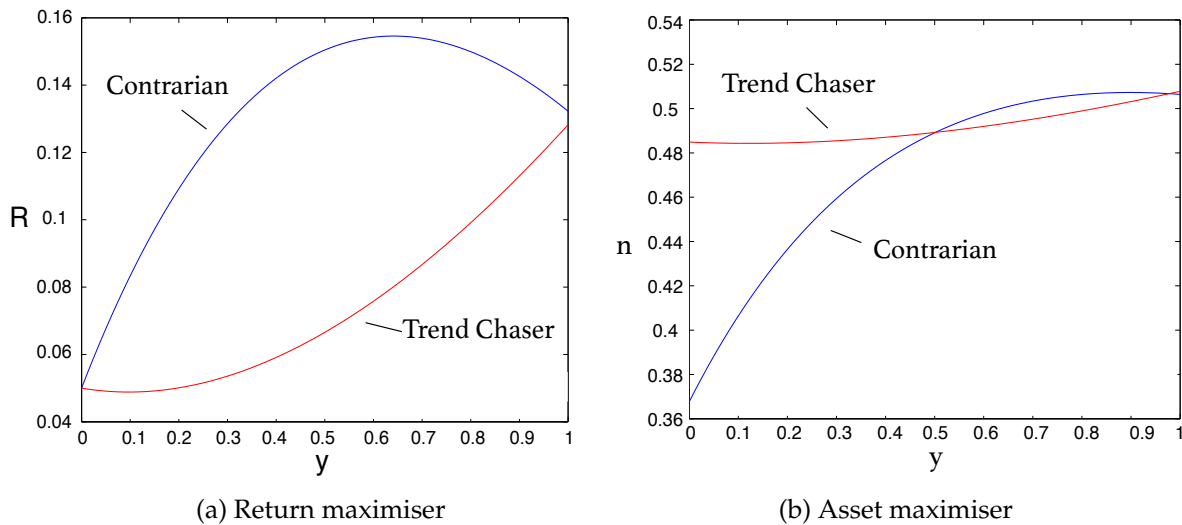 0.16
0.14
0.12
0.1
0.08
0.06
0.04
R
Contrarian
Trend Chaser
0 0.1 0.2 0.3 0.4 0.5 0.6 0.7 0.8 0.9 1
y
(a) Return maximiser
0.54
0.52
0.5
0.48
0.46
0.44
0.42
0.4
0.38
0.36
n
Trend Chaser
Contrarian
0 0.1 0.2 0.3 0.4 0.5 0.6 0.7 0.8 0.9 1
y
(b) Asset maximiser